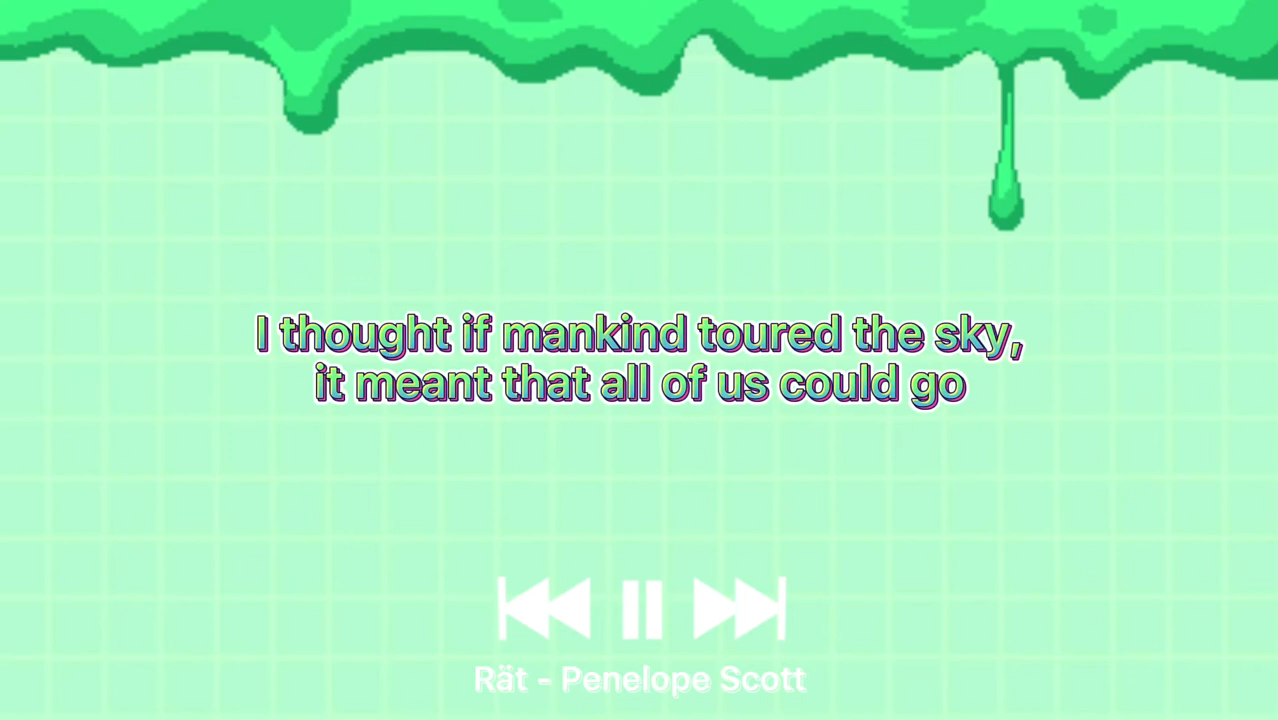 I thought if mankind toured the sky,
it meant that all of us could go
Rät - Penelope Scott